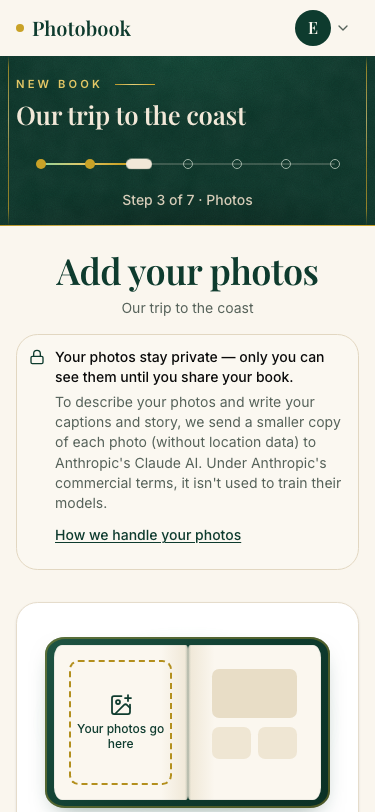 Photobook
E
NEW BOOK
Our trip to the coast
Step 3 of 7 · Photos
Add your photos
Our trip to the coast
Your photos stay private — only you can
see them until you share your book.
To describe your photos and write your
captions and story, we send a smaller copy
of each photo (without location data) to
Anthropic's Claude AI. Under Anthropic's
commercial terms, it isn't used to train their
models.
How we handle your photos
Your photos go
here